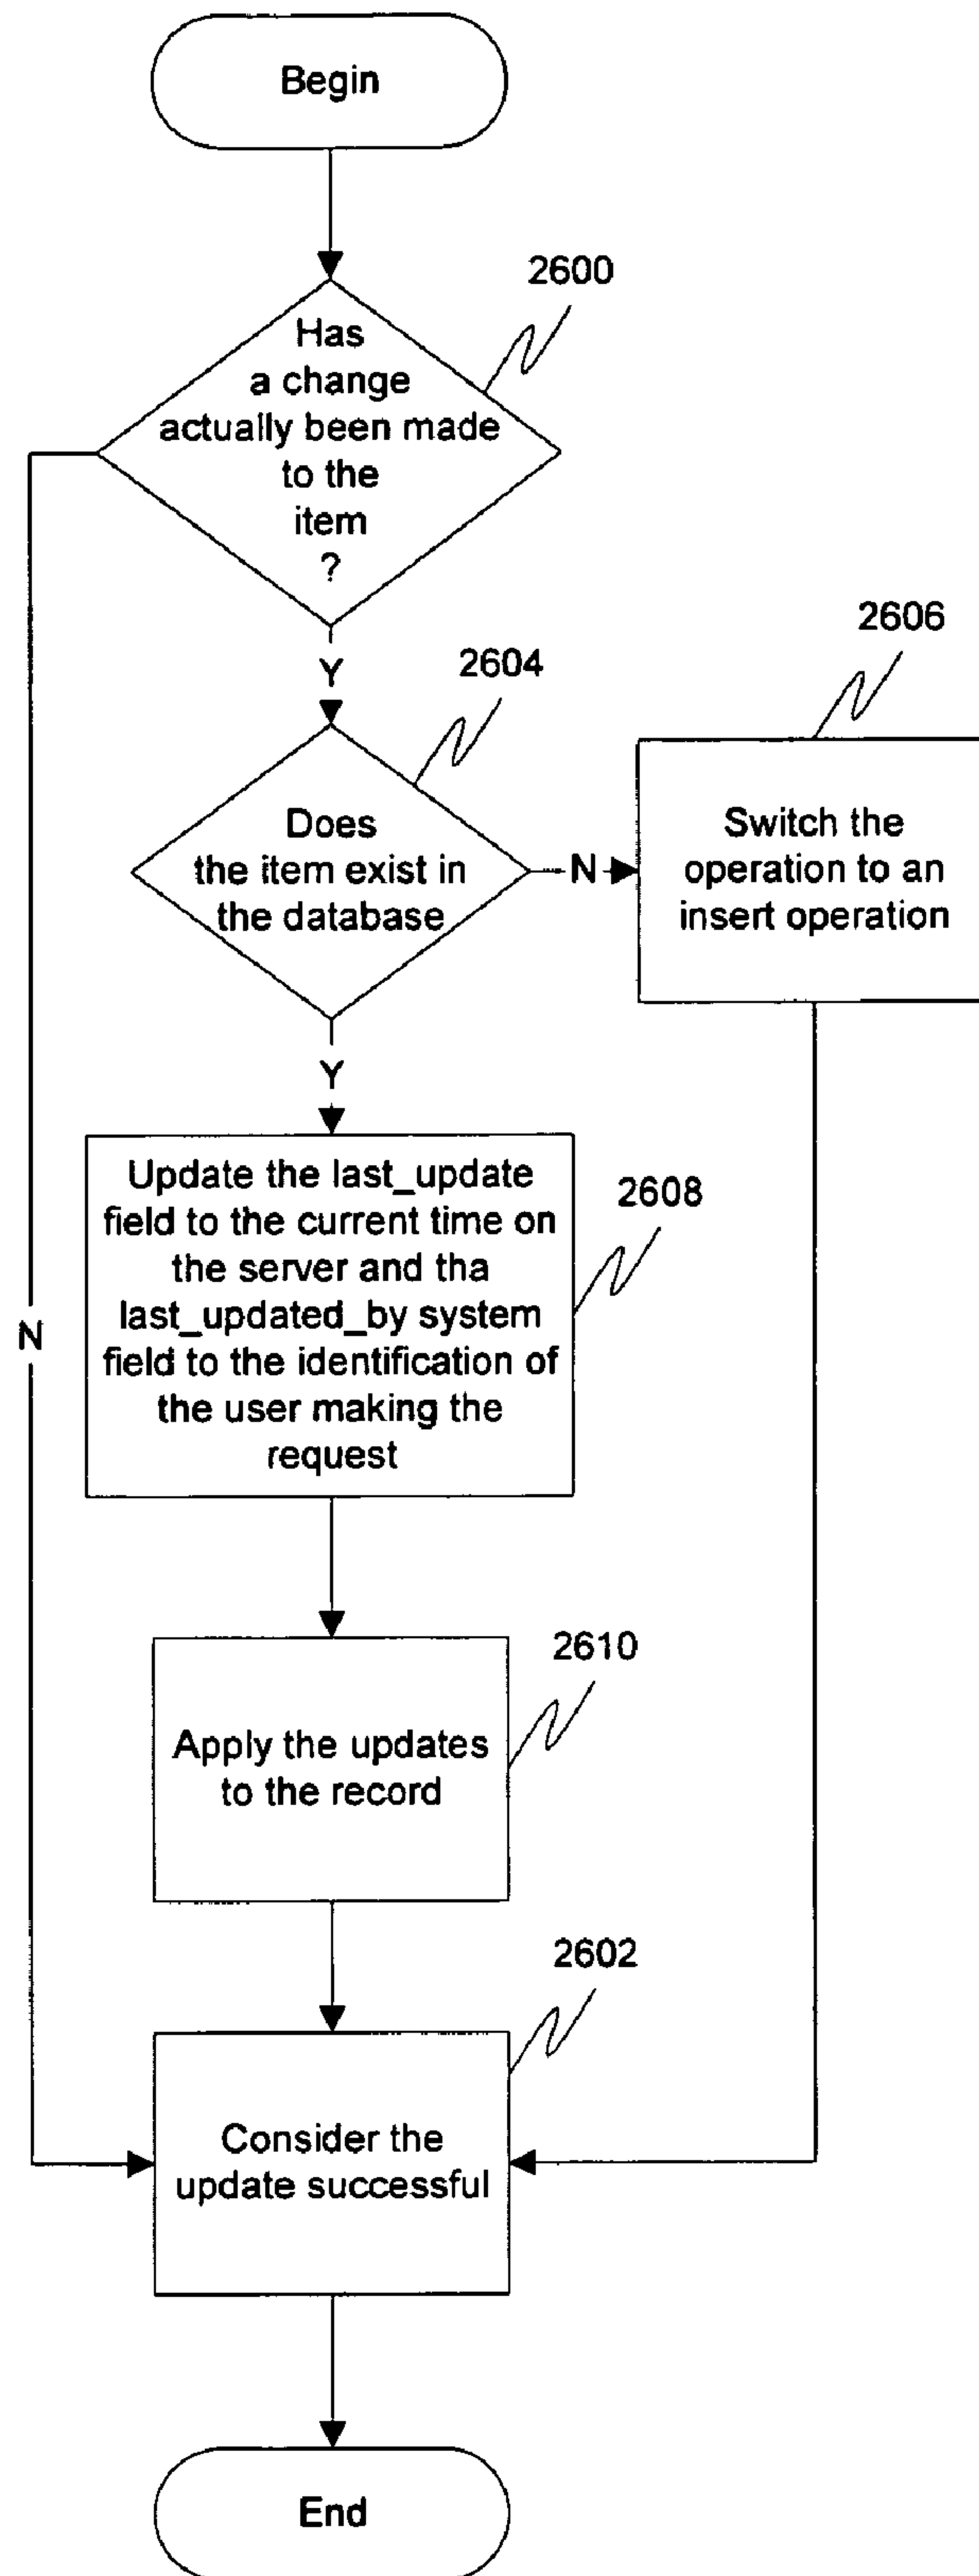 Begin
2600
Has
a change
actually been made
to the
item
?
Y
2604
2606
Does
the item exist in
the database
N
Switch the
operation to an
insert operation
Y
Update the last_update
field to the current time on
the server and tha
last_updated_by system
field to the identification of
the user making the
request
2608
N
2610
Apply the updates
to the record
2602
Consider the
update successful
End